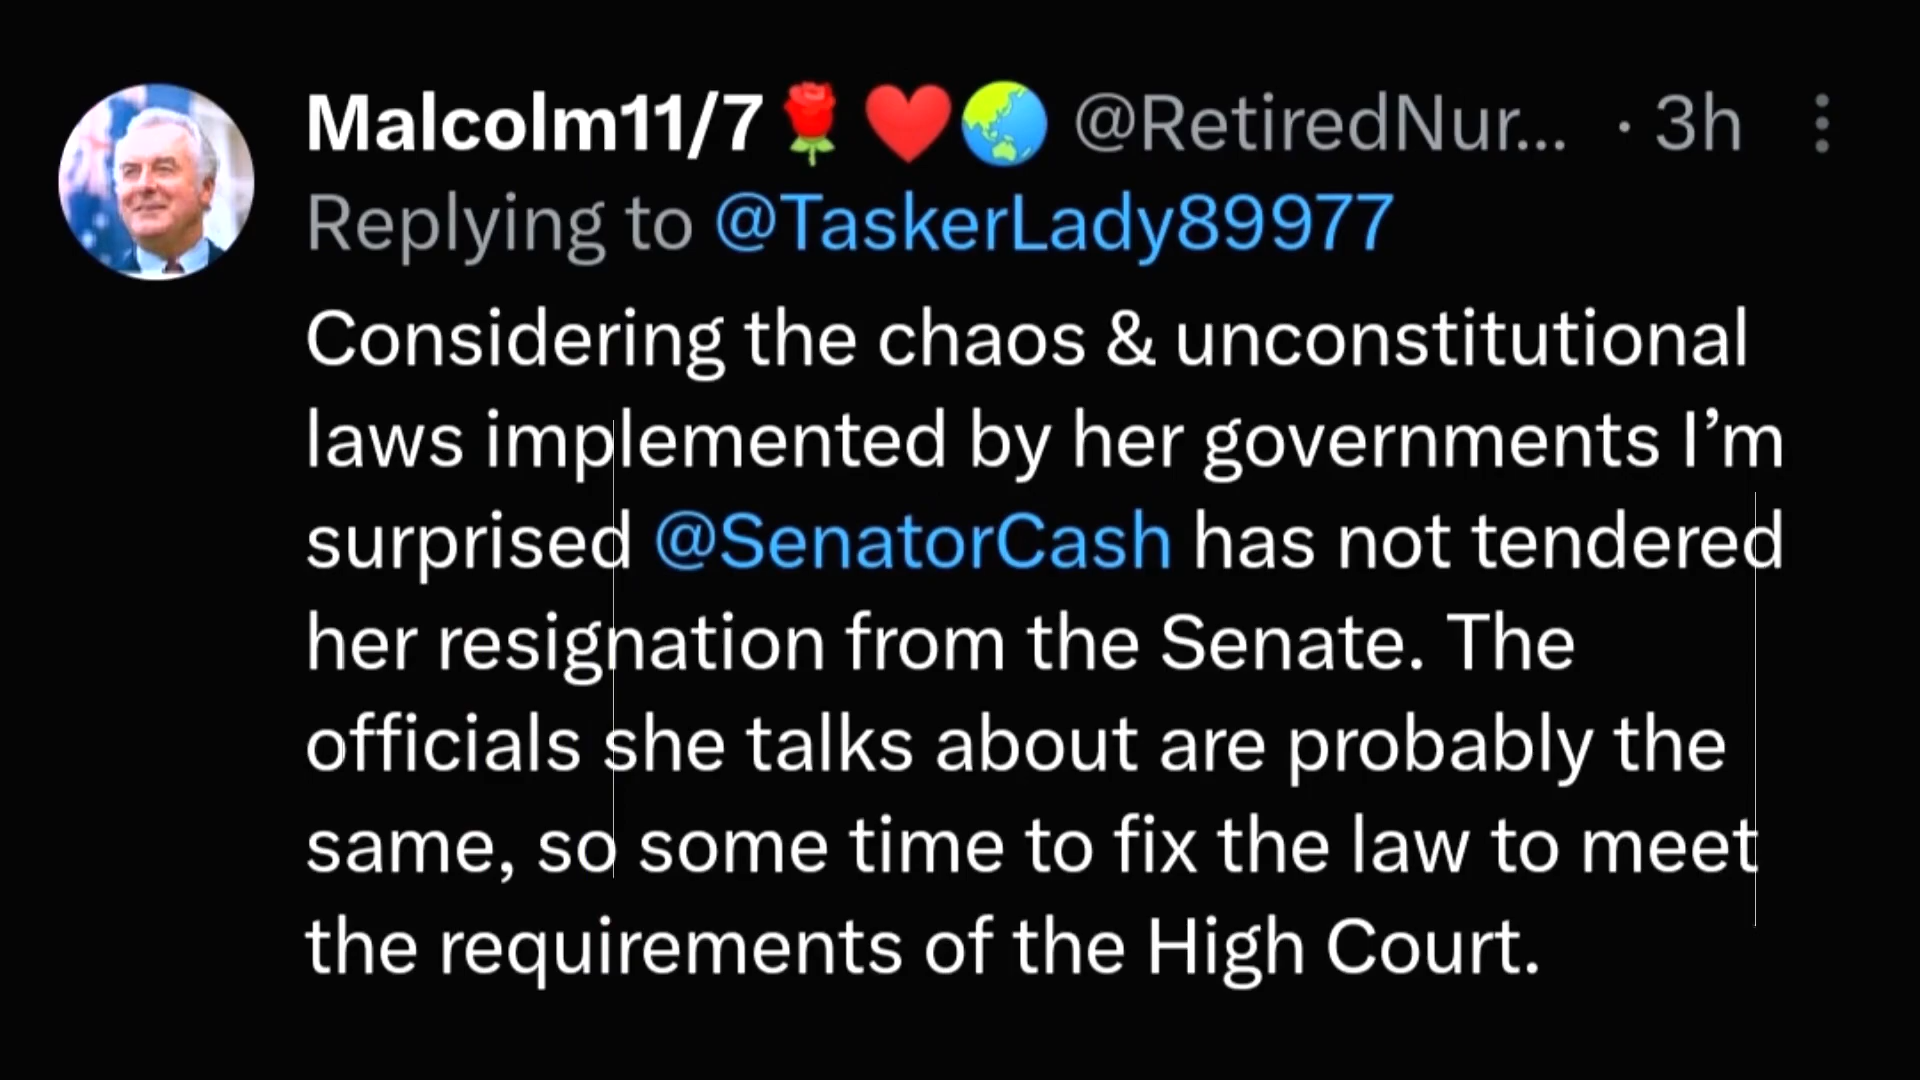 Malcolm11/7🌹❤️🌏 @RetiredNur... · 3h
Replying to @TaskerLady89977
Considering the chaos & unconstitutional
laws implemented by her governments I’m
surprised @SenatorCash has not tendered
her resignation from the Senate. The
officials she talks about are probably the
same, so some time to fix the law to meet
the requirements of the High Court.